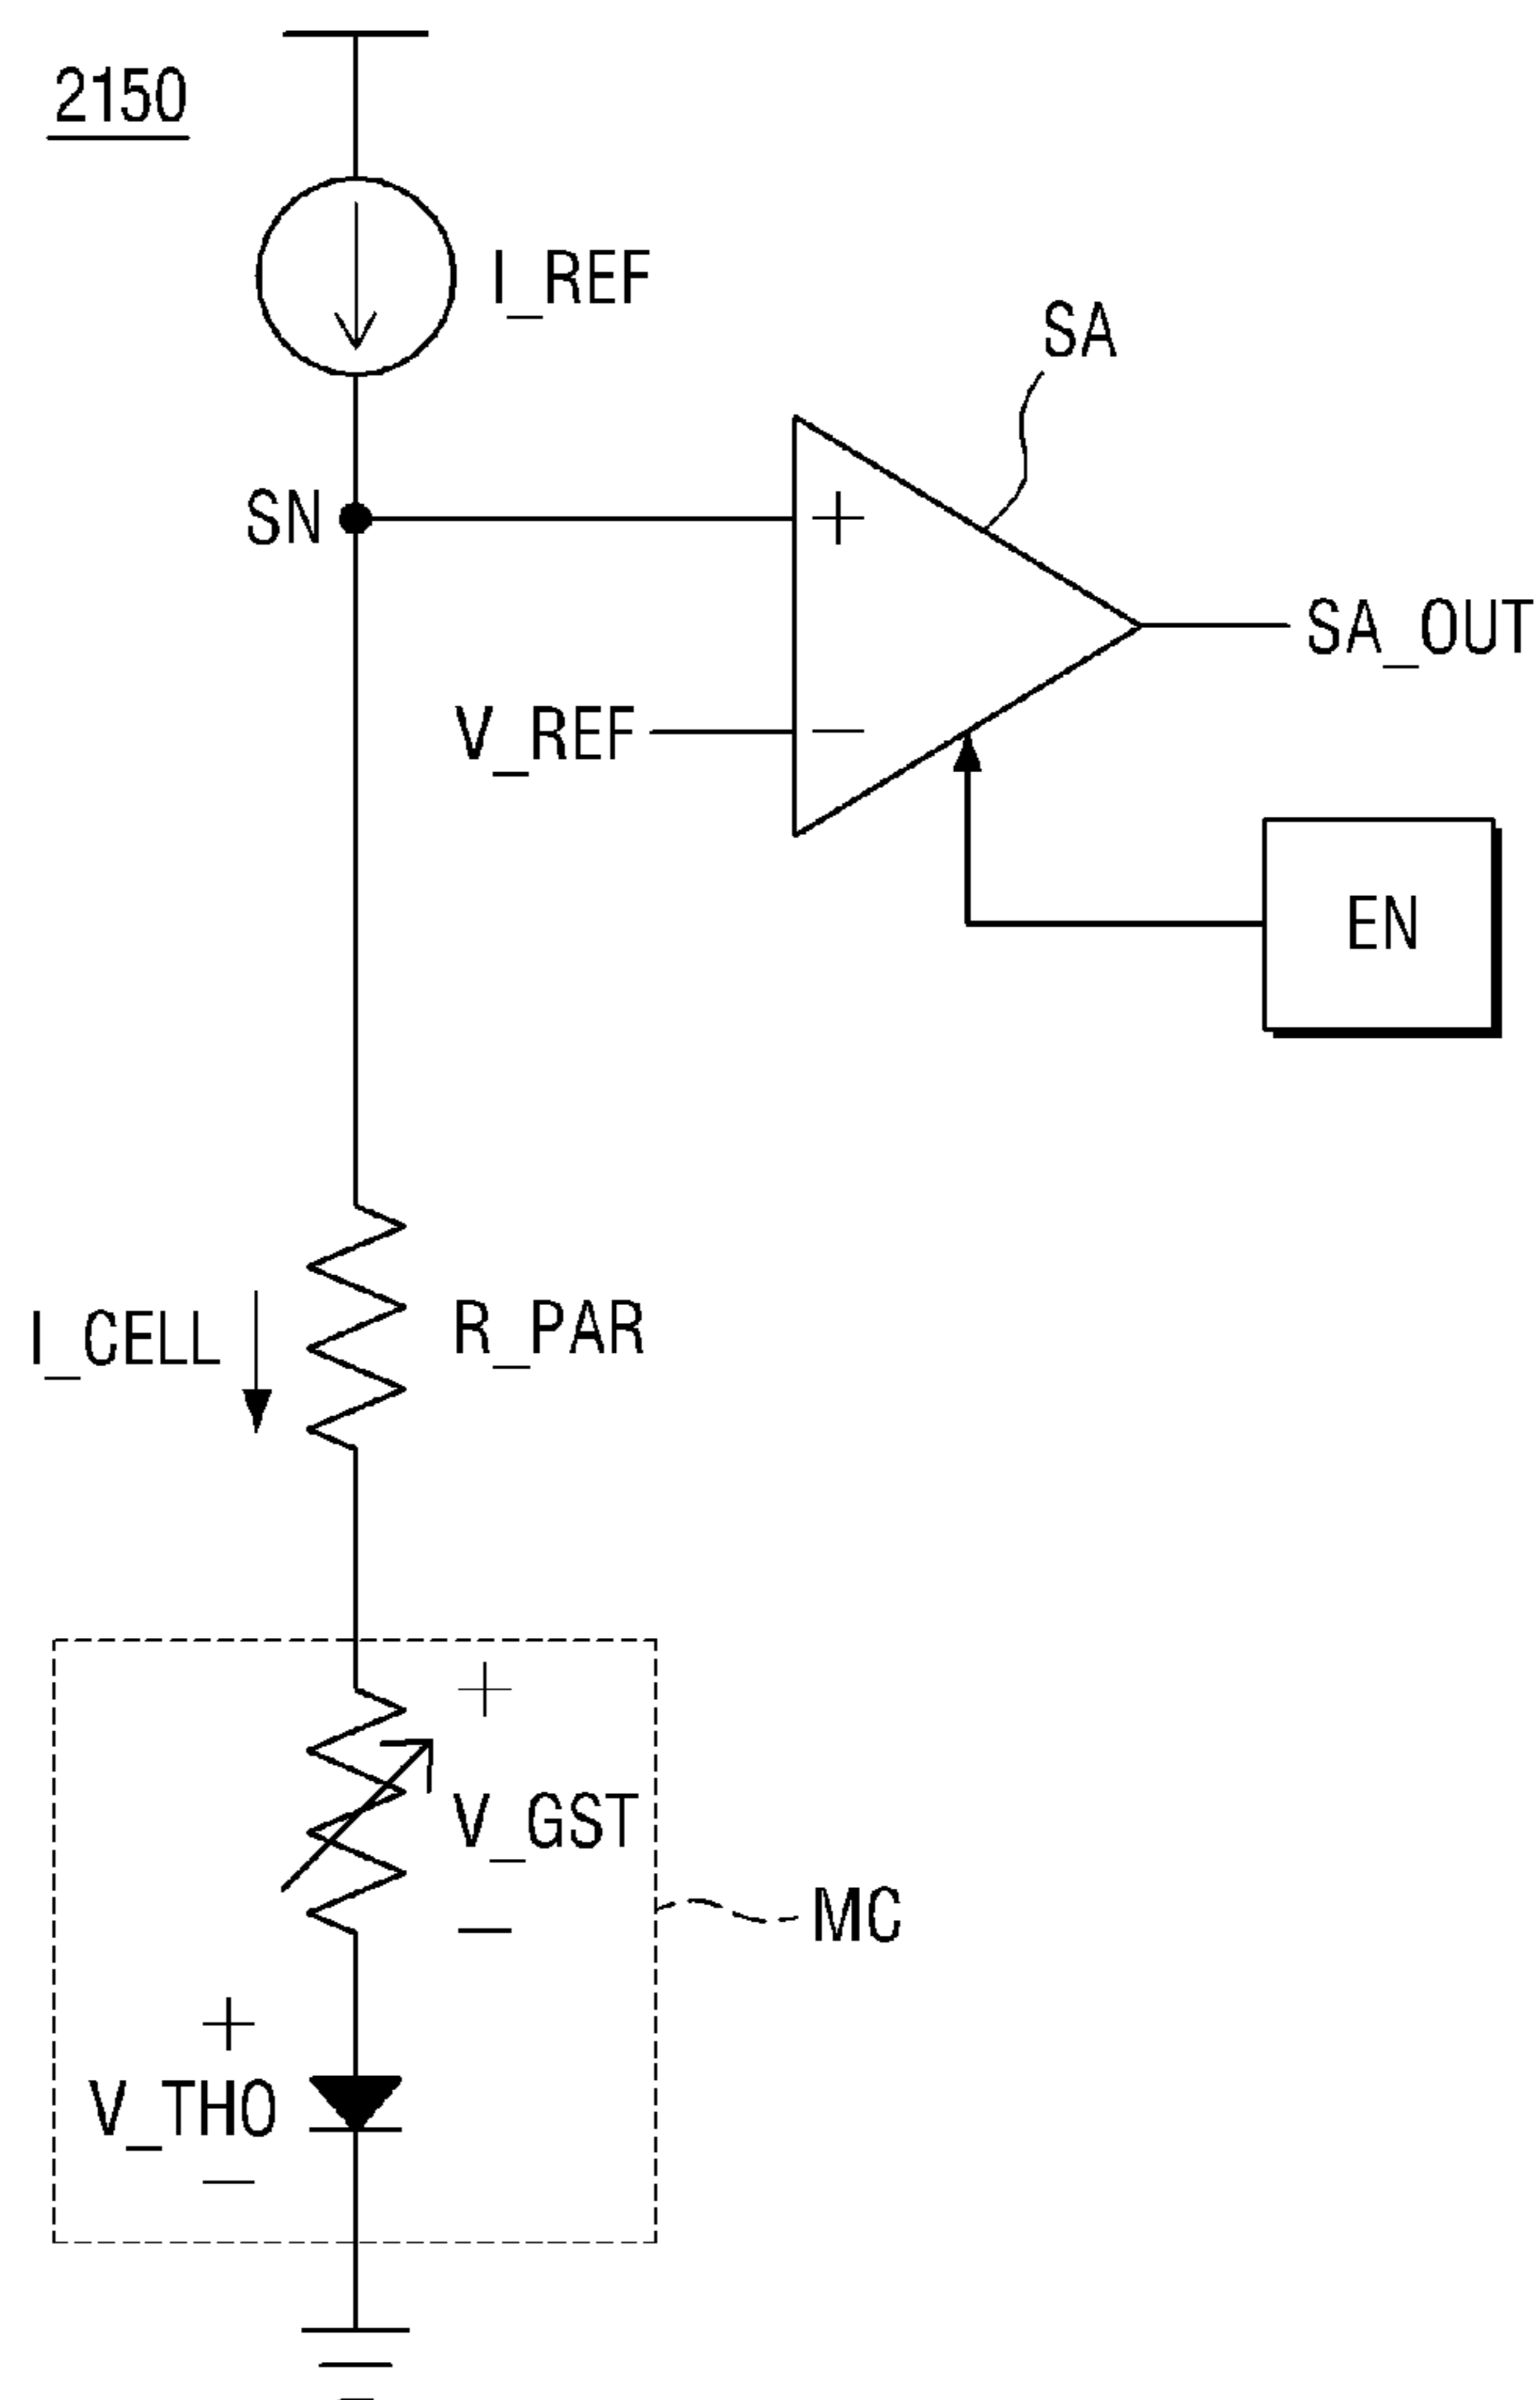 2150
I_REF
SA
SN
+
SA_OUT
V_REF
−
EN
I_CELL
R_PAR
+
V_GST
−
MC
+
V_THO
−